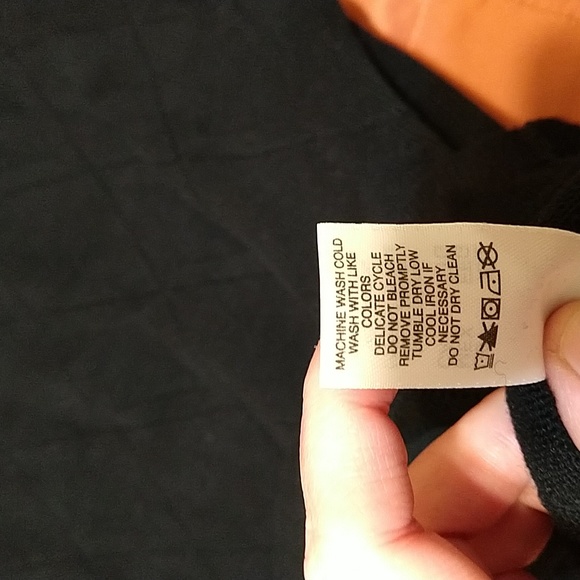 MACHINE WASH COLD
WASH WITH LIKE
COLORS
DELICATE CYCLE
DO NOT BLEACH
REMOVE PROMPTLY
TUMBLE DRY LOW
COOL IRON IF
NECESSARY
DO NOT DRY CLEAN